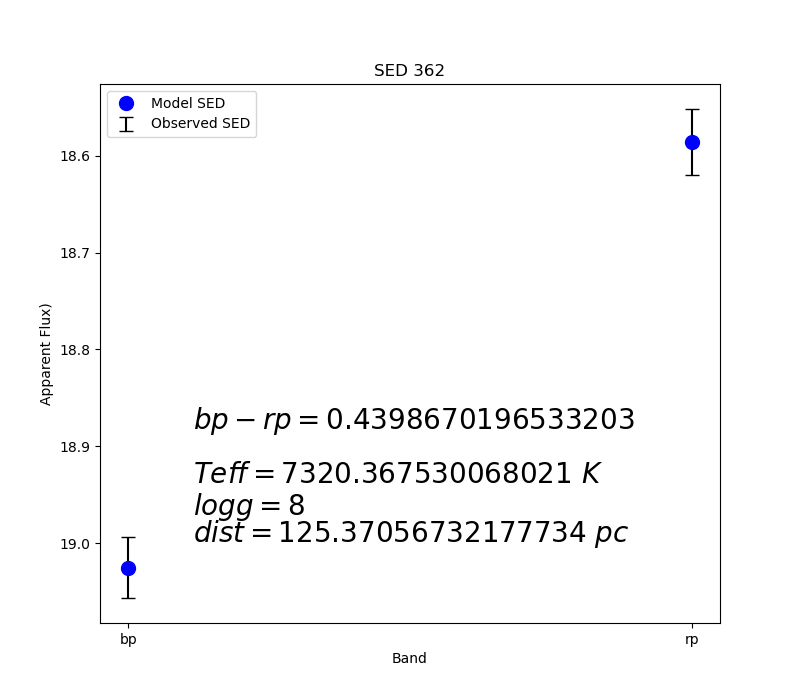 SED 362
Model SED
Observed SED
18.6
18.7
18.8
18.9
19.0
Apparent Flux)
bp − rp = 0.4398670196533203
Teff = 7320.367530068021 K
logg = 8
dist = 125.37056732177734 pc
bp
rp
Band